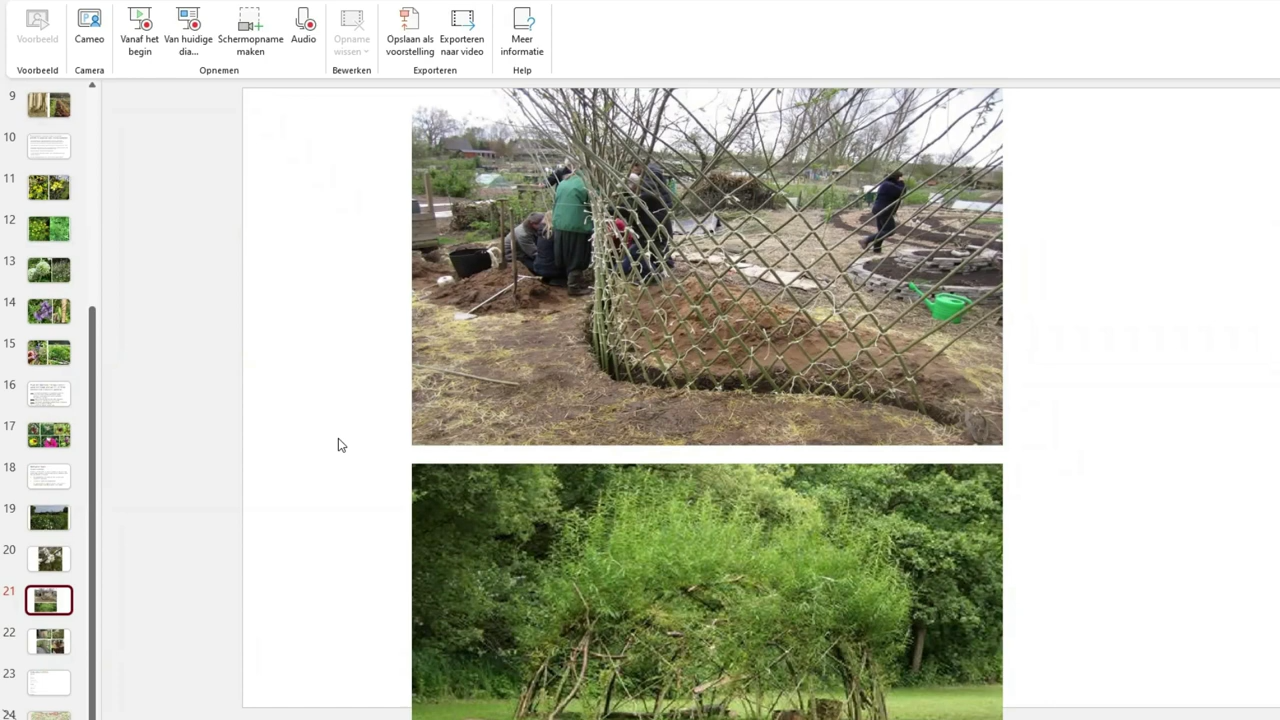 Voorbeeld
Cameo
Vanaf het begin
Van huidige dia...
Schermopname maken
Audio
Opname wissen
Opslaan als voorstelling
Exporteren naar video
Meer informatie
Voorbeeld
Camera
Opnemen
Bewerken
Exporteren
Help
9
10
11
12
13
14
15
16
17
18
19
20
21
22
23
24